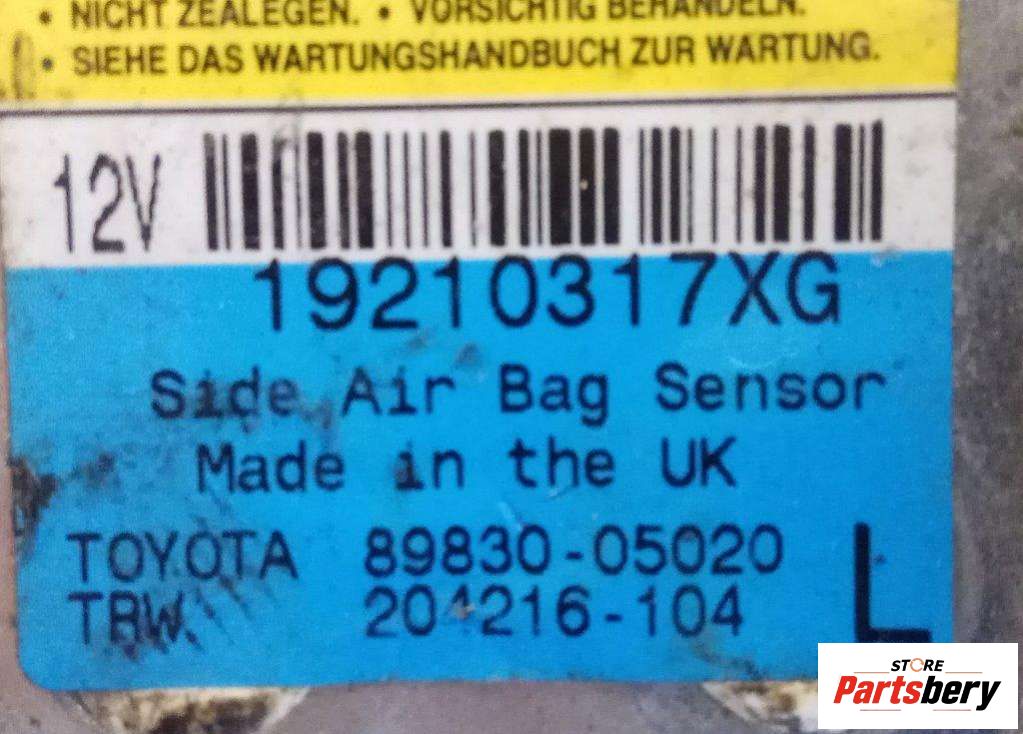 • NICHT ZEALEGEN. • VORSICHTIG BEHANDELN.
• SIEHE DAS WARTUNGSHANDBUCH ZUR WARTUNG.
12V
19210317XG
Side Air Bag Sensor
Made in the UK
TOYOTA 89830-05020
TRW. 204216-104
L
STORE
Partsbery